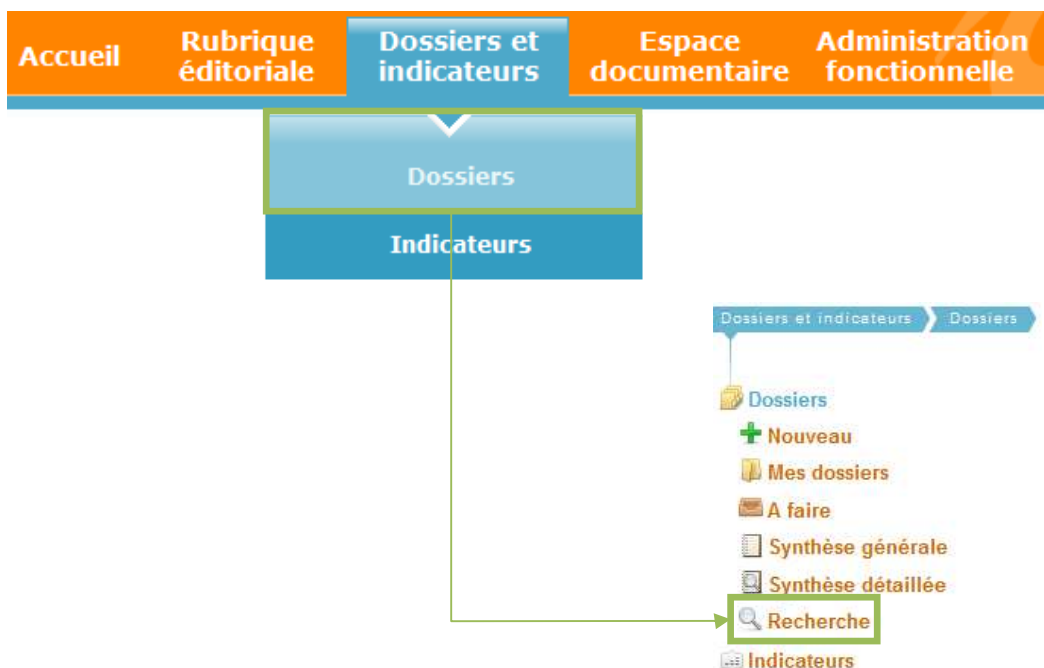 Accueil
Rubrique
éditoriale
Dossiers et
indicateurs
Espace
documentaire
Administration
fonctionnelle
Dossiers
Indicateurs
Dossiers et indicateurs Dossiers
Dossiers
Nouveau
Mes dossiers
A faire
Synthèse générale
Synthèse détaillée
Recherche
Indicateurs